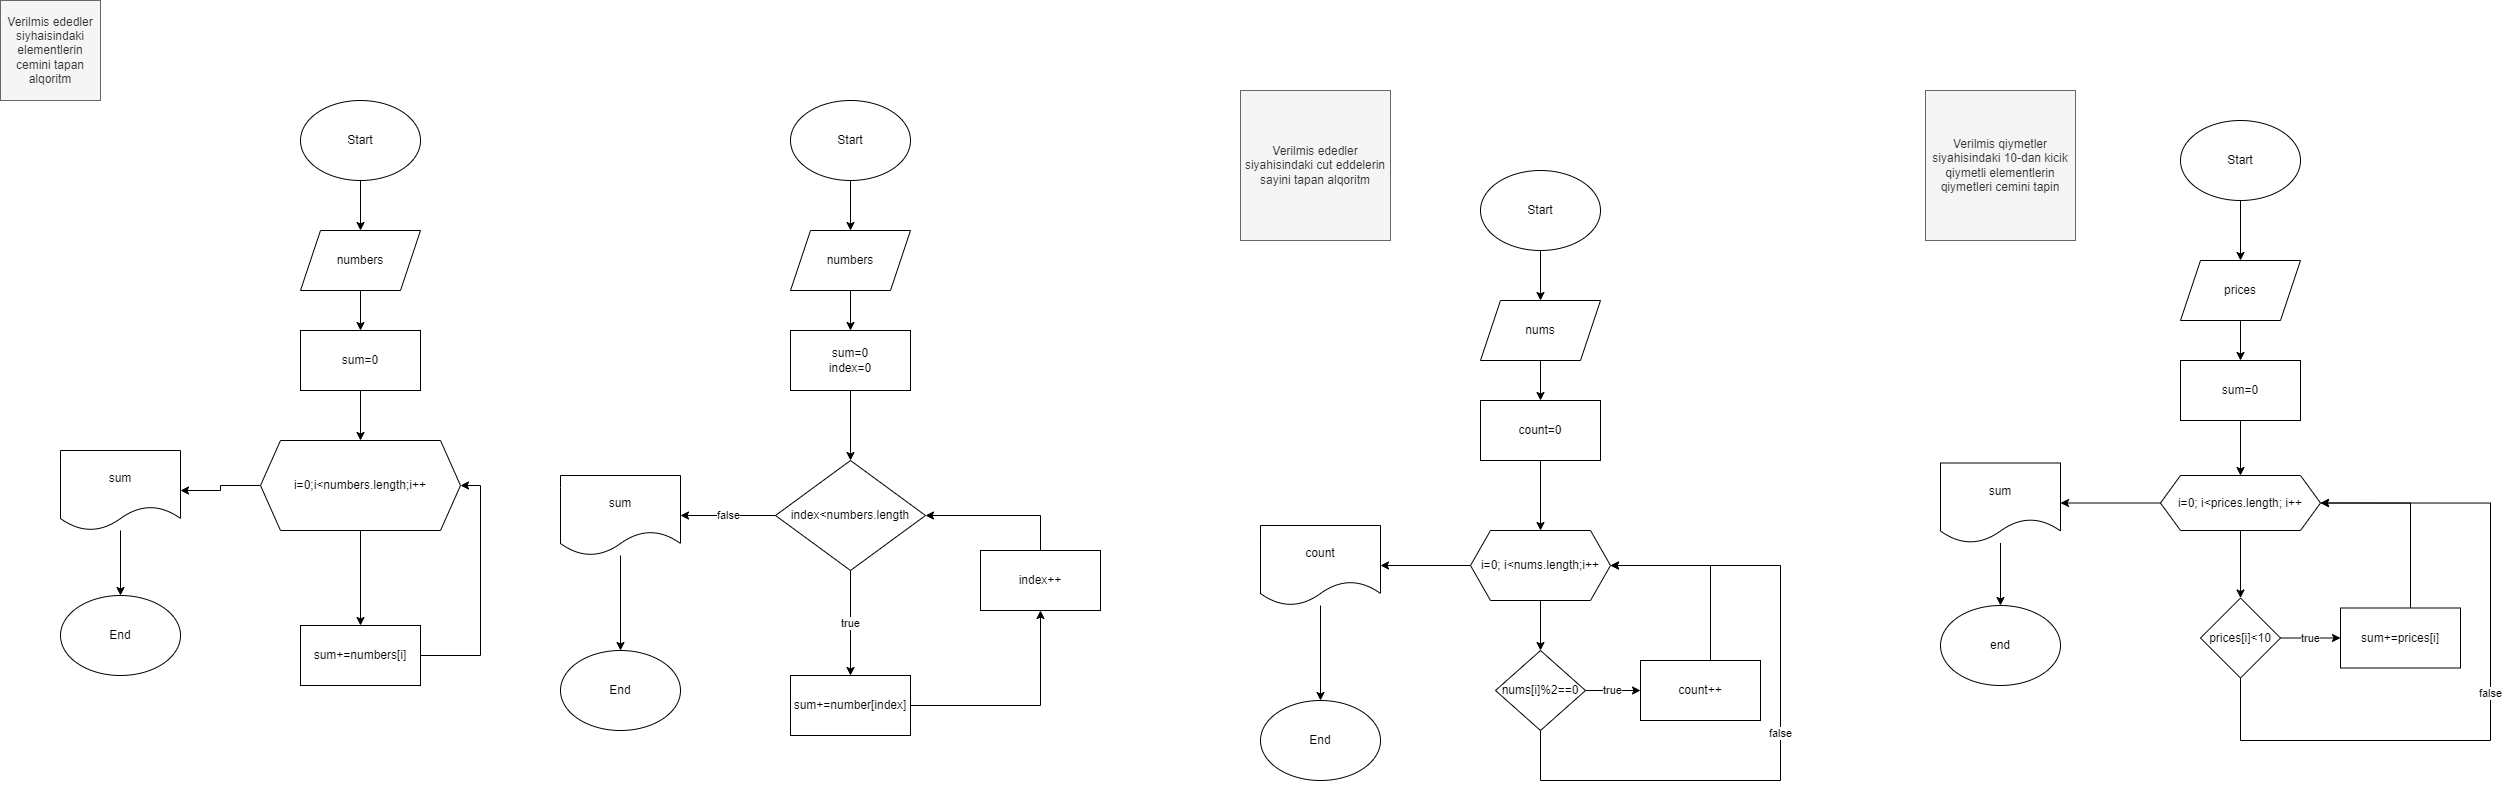 Verilmis ededler
siyhaisindaki
elementlerin
cemini tapan
alqoritm
Start
numbers
sum=0
i=0;i<numbers.length;i++
sum
End
sum+=numbers[i]
Start
numbers
sum=0
index=0
index<numbers.length
false
sum
End
true
index++
sum+=number[index]
Verilmis ededler
siyahisindaki cut eddelerin
sayini tapan alqoritm
Start
nums
count=0
i=0; i<nums.length;i++
count
End
nums[i]%2==0
true
count++
false
Verilmis qiymetler
siyahisindaki 10-dan kicik
qiymetli elementlerin
qiymetleri cemini tapin
Start
prices
sum=0
i=0; i<prices.length; i++
sum
end
prices[i]<10
true
sum+=prices[i]
false